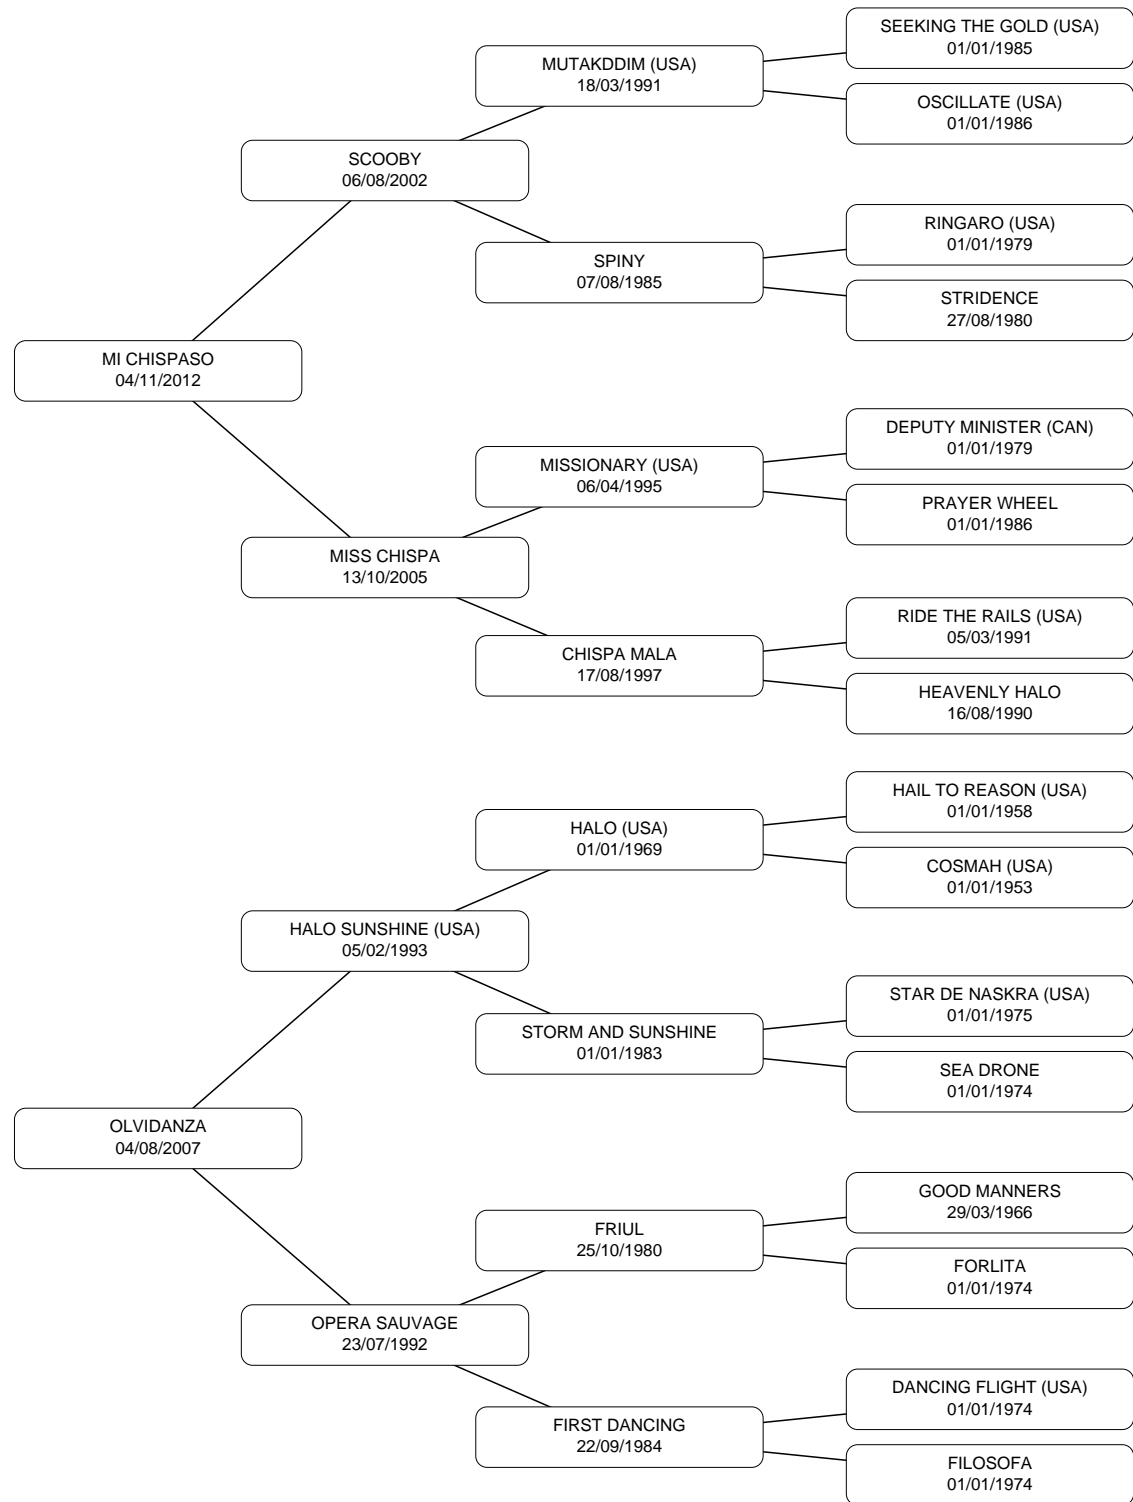 SEEKING THE GOLD (USA)
01/01/1985
MUTAKDDIM (USA)
18/03/1991
OSCILLATE (USA)
01/01/1986
SCOOBY
06/08/2002
RINGARO (USA)
01/01/1979
SPINY
07/08/1985
STRIDENCE
27/08/1980
MI CHISPASO
04/11/2012
DEPUTY MINISTER (CAN)
01/01/1979
MISSIONARY (USA)
06/04/1995
PRAYER WHEEL
01/01/1986
MISS CHISPA
13/10/2005
RIDE THE RAILS (USA)
05/03/1991
CHISPA MALA
17/08/1997
HEAVENLY HALO
16/08/1990
HAIL TO REASON (USA)
01/01/1958
HALO (USA)
01/01/1969
COSMAH (USA)
01/01/1953
HALO SUNSHINE (USA)
05/02/1993
STAR DE NASKRA (USA)
01/01/1975
STORM AND SUNSHINE
01/01/1983
SEA DRONE
01/01/1974
OLVIDANZA
04/08/2007
GOOD MANNERS
29/03/1966
FRIUL
25/10/1980
FORLITA
01/01/1974
OPERA SAUVAGE
23/07/1992
DANCING FLIGHT (USA)
01/01/1974
FIRST DANCING
22/09/1984
FILOSOFA
01/01/1974